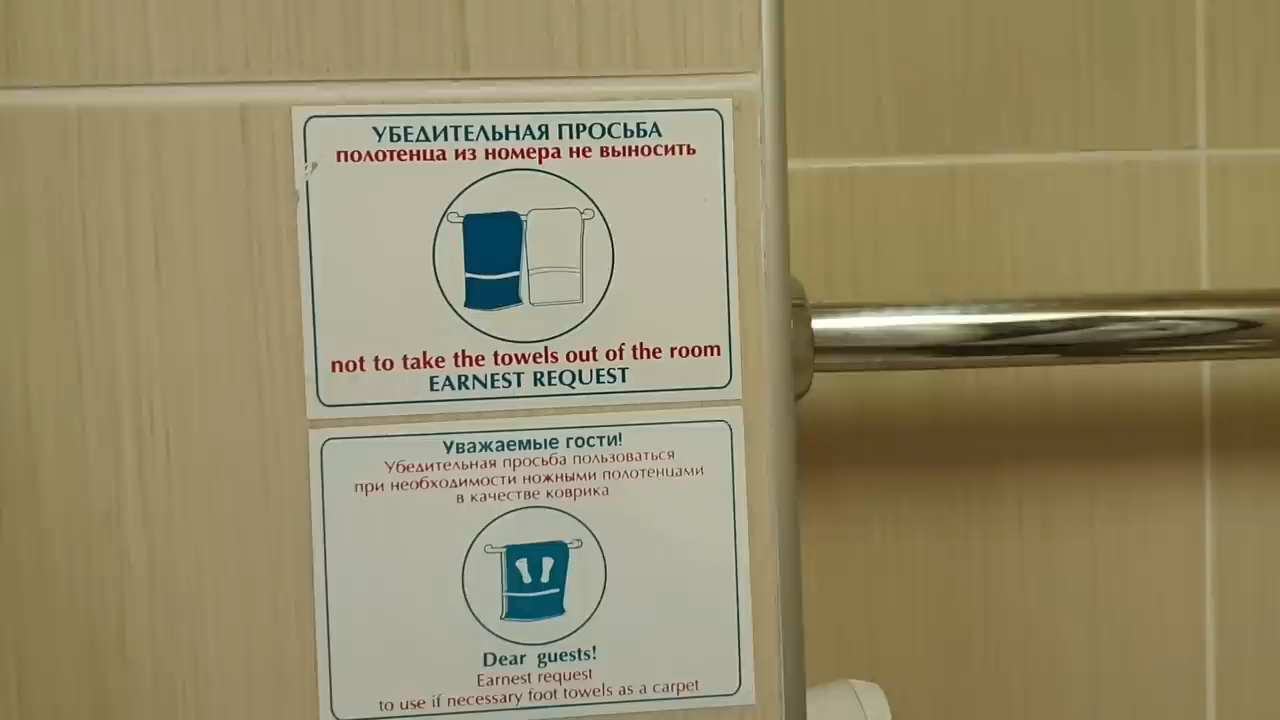 УБЕДИТЕЛЬНАЯ ПРОСЬБА
полотенца из номера не выносить
not to take the towels out of the room
EARNEST REQUEST
Уважаемые гости!
Убедительная просьба пользоваться
при необходимости ножными полотенцами
в качестве коврика
Dear guests!
Earnest request
to use if necessary foot towels as a carpet